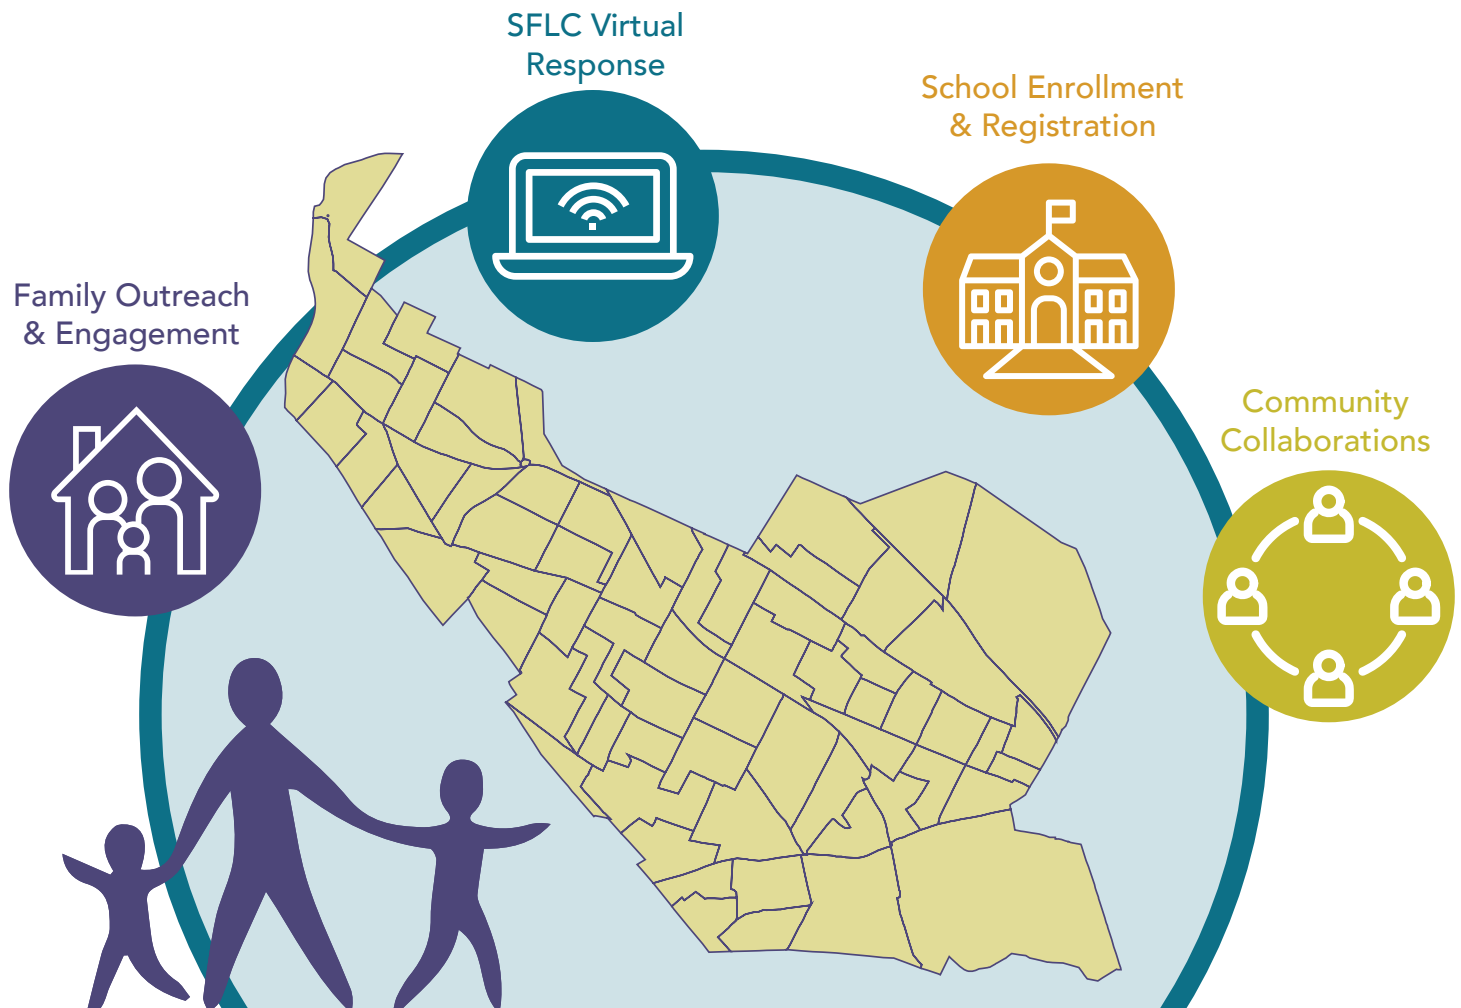 SFLC Virtual
Response
School Enrollment
& Registration
Family Outreach
& Engagement
Community
Collaborations